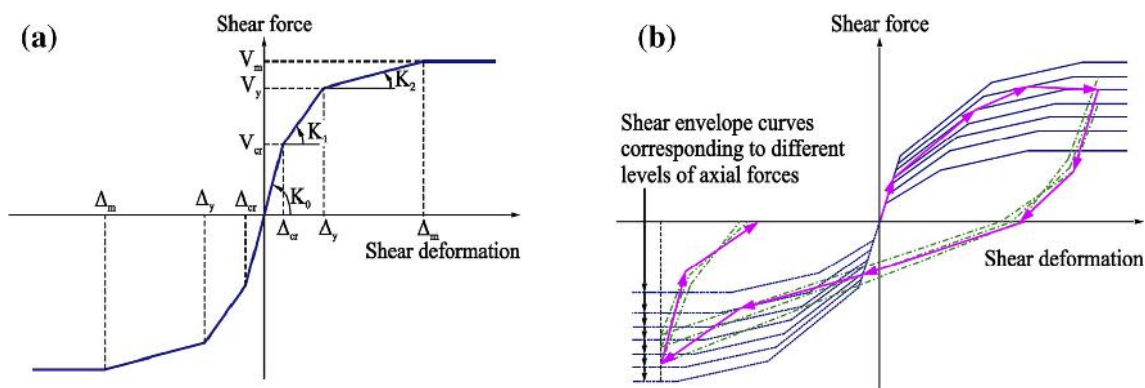 (a)
Shear force
V_m
V_y
V_cr
K_2
K_1
K_0
Δ_m
Δ_y
Δ_cr
Δ_cr
Δ_y
Δ_m
Shear deformation
(b)
Shear force
Shear envelope curves
corresponding to different
levels of axial forces
Shear deformation